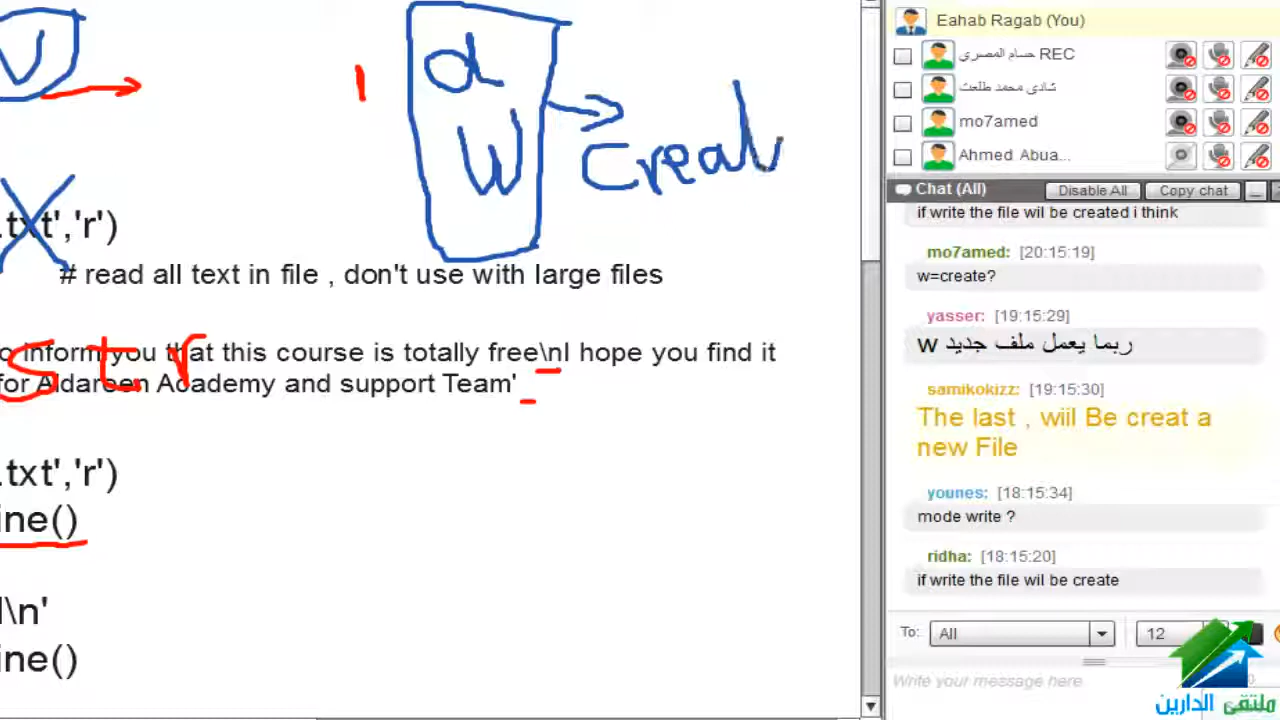 V
d
W
Creat
.txt','r')
# read all text in file , don't use with large files
str
o inform you that this course is totally free\nI hope you find it
for Aldareen Academy and support Team'
.txt','r')
ine()
l\n'
ine()
Eahab Ragab (You)
حسام المصري REC
شادى محمد طلعت
mo7amed
Ahmed Abua...
Chat (All)
Disable All
Copy chat
if write the file wil be created i think
mo7amed: [20:15:19]
w=create?
yasser: [19:15:29]
w ربما يعمل ملف جديد
samikokizz: [19:15:30]
The last , wiil Be creat a
new File
younes: [18:15:34]
mode write ?
ridha: [18:15:20]
if write the file wil be create
To:
All
12
Write your message here
ملتقى الدارين